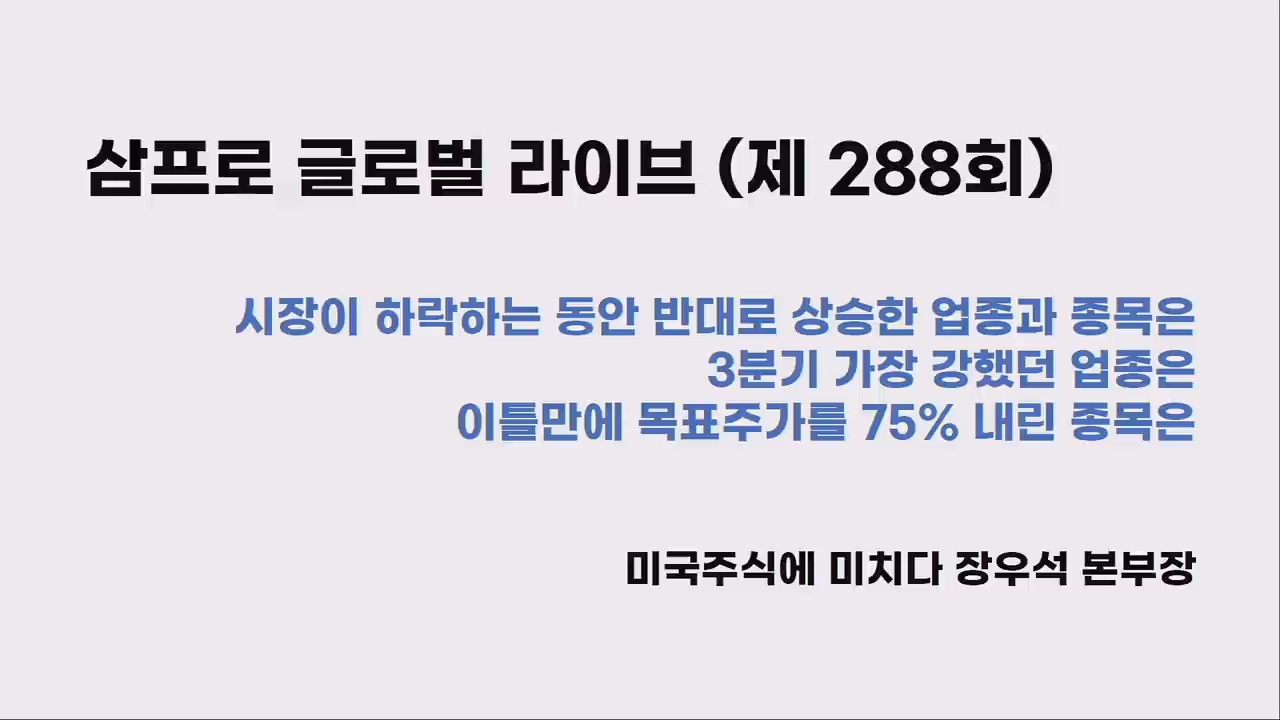 삼프로 글로벌 라이브 (제 288회)
시장이 하락하는 동안 반대로 상승한 업종과 종목은
3분기 가장 강했던 업종은
이틀만에 목표주가를 75% 내린 종목은
미국주식에 미치다 장우석 본부장